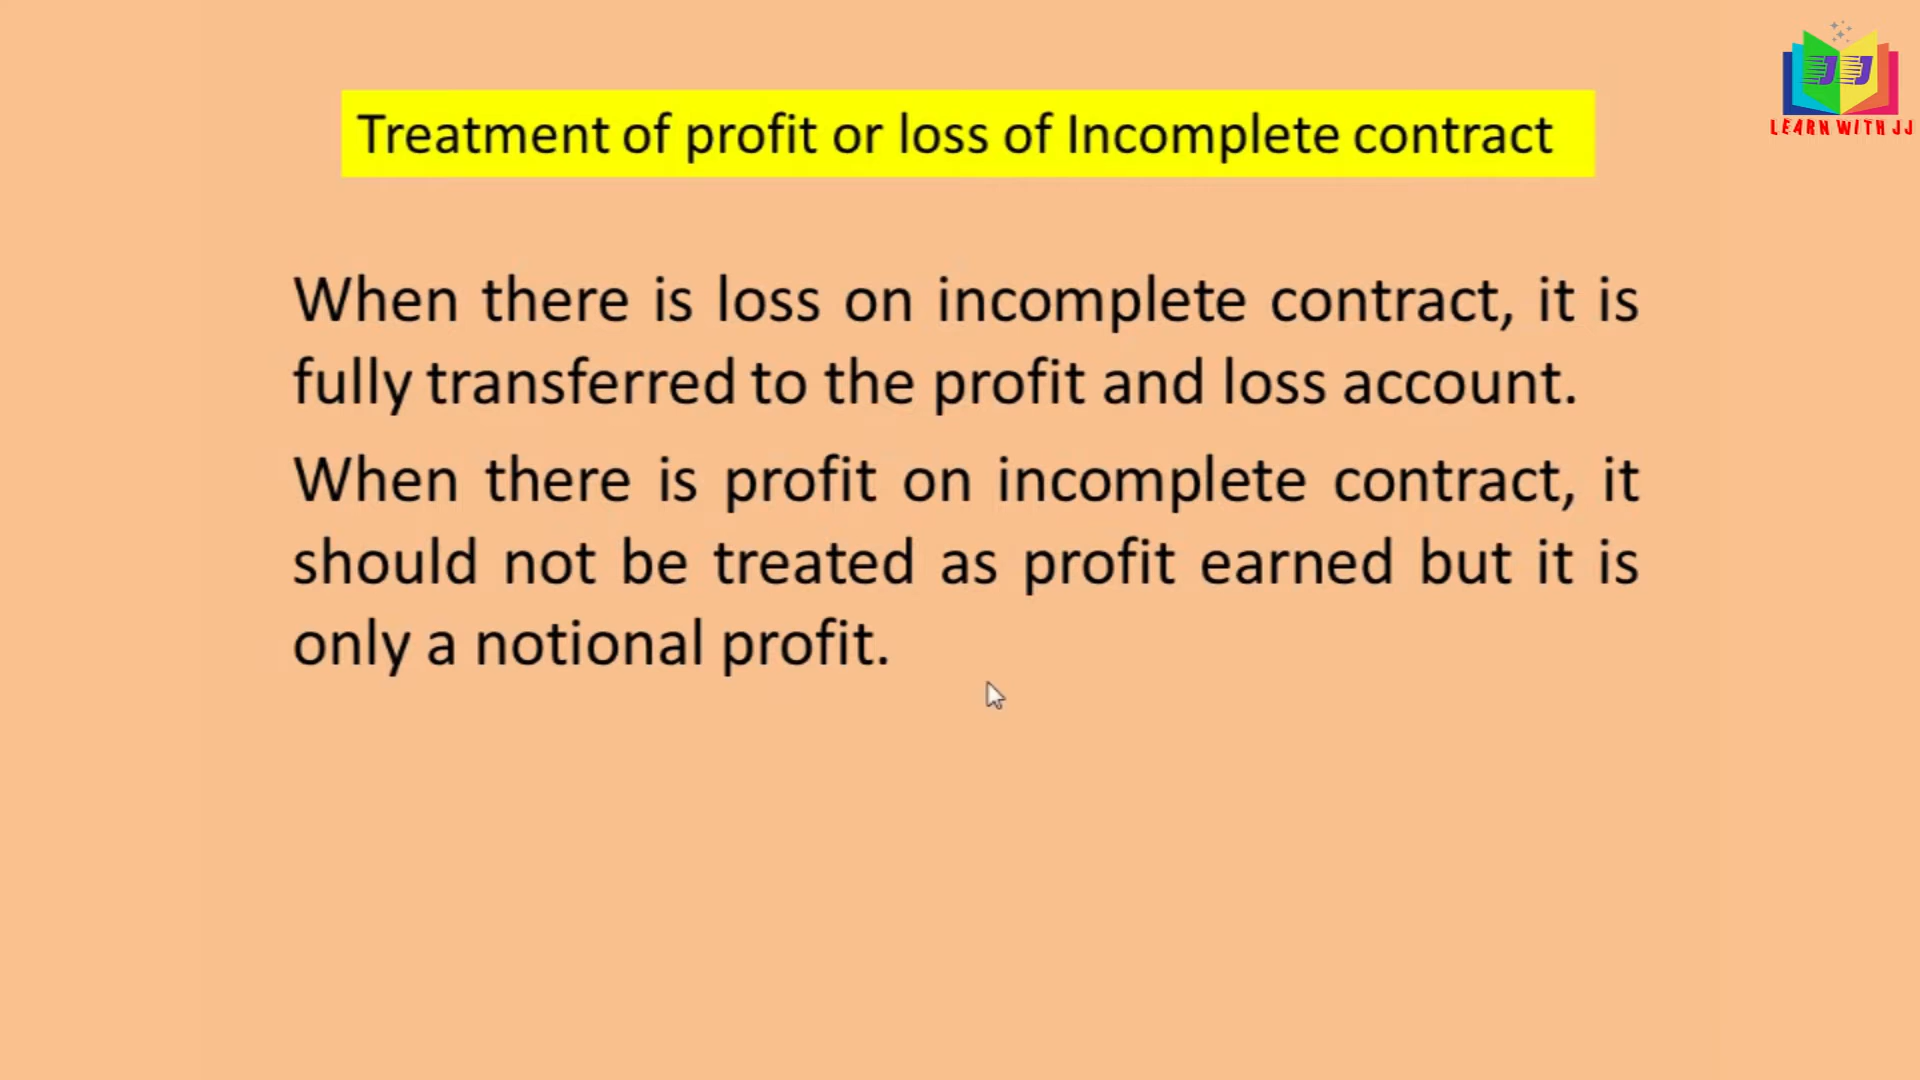 Treatment of profit or loss of Incomplete contract
When there is loss on incomplete contract, it is
fully transferred to the profit and loss account.
When there is profit on incomplete contract, it
should not be treated as profit earned but it is
only a notional profit.
JJ
LEARN WITH JJ